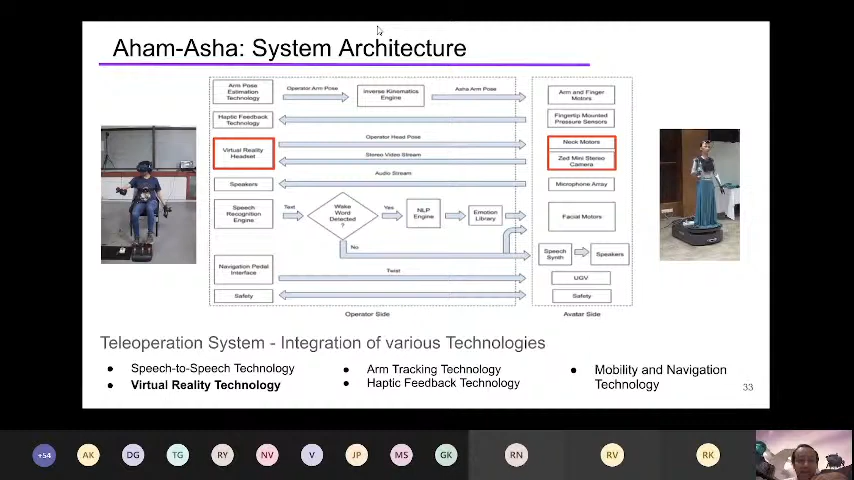 Aham-Asha: System Architecture
Arm Pose
Estimation
Technology
Operator Arm Pose
Inverse Kinematics
Engine
Asha Arm Pose
Arm and Finger
Motors
Haptic Feedback
Technology
Fingertip Mounted
Pressure Sensors
Virtual Reality
Headset
Operator Head Pose
Stereo Video Stream
Neck Motors
Zed Mini Stereo
Camera
Speakers
Audio Stream
Microphone Array
Speech
Recognition
Engine
Text
Wake
Word
Detected
?
Yes
NLP
Engine
Emotion
Library
Facial Motors
No
Speech
Synth
Speakers
Navigation Pedal
Interface
Twist
UGV
Safety
Safety
Operator Side
Avatar Side
Teleoperation System - Integration of various Technologies
● Speech-to-Speech Technology
● Virtual Reality Technology
● Arm Tracking Technology
● Haptic Feedback Technology
● Mobility and Navigation
Technology
33
+54
AK
DG
TG
RY
NV
V
JP
MS
GK
RN
RV
RK